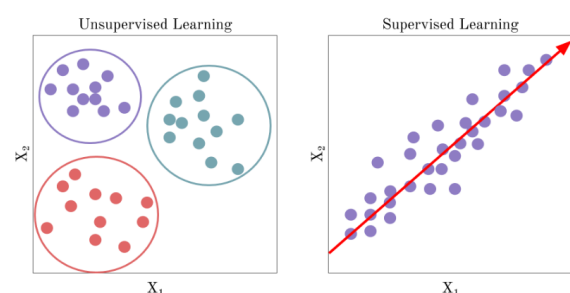 Unsupervised Learning
Supervised Learning
X₂
X₂
X₁
X₁